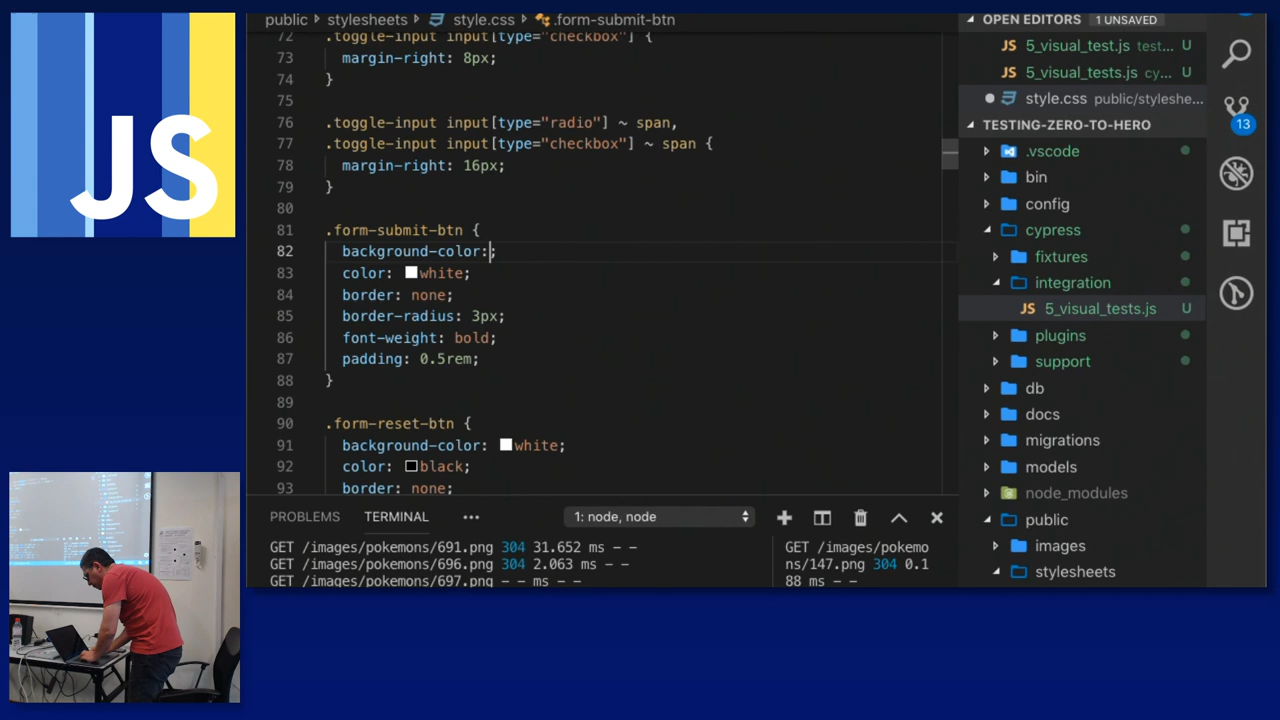 JS
public stylesheets style.css .form-submit-btn
72 .toggle-input input[type="checkbox"] {
73 margin-right: 8px;
74 }
75
76 .toggle-input input[type="radio"] ~ span,
77 .toggle-input input[type="checkbox"] ~ span {
78 margin-right: 16px;
79 }
80
81 .form-submit-btn {
82 background-color:;
83 color: white;
84 border: none;
85 border-radius: 3px;
86 font-weight: bold;
87 padding: 0.5rem;
88 }
89
90 .form-reset-btn {
91 background-color: white;
92 color: black;
93 border: none;
PROBLEMS TERMINAL ••• 1: node, node
GET /images/pokemons/691.png 304 31.652 ms - -
GET /images/pokemons/696.png 304 2.063 ms - -
GET /images/pokemons/697.png - - ms - -
GET /images/pokemo
ns/147.png 304 0.1
88 ms - -
OPEN EDITORS 1 UNSAVED
JS 5_visual_test.js test... U
JS 5_visual_tests.js cy... U
style.css public/styleshe...
TESTING-ZERO-TO-HERO
.vscode
bin
config
cypress
fixtures
integration
JS 5_visual_tests.js U
plugins
support
db
docs
migrations
models
node_modules
public
images
stylesheets
13